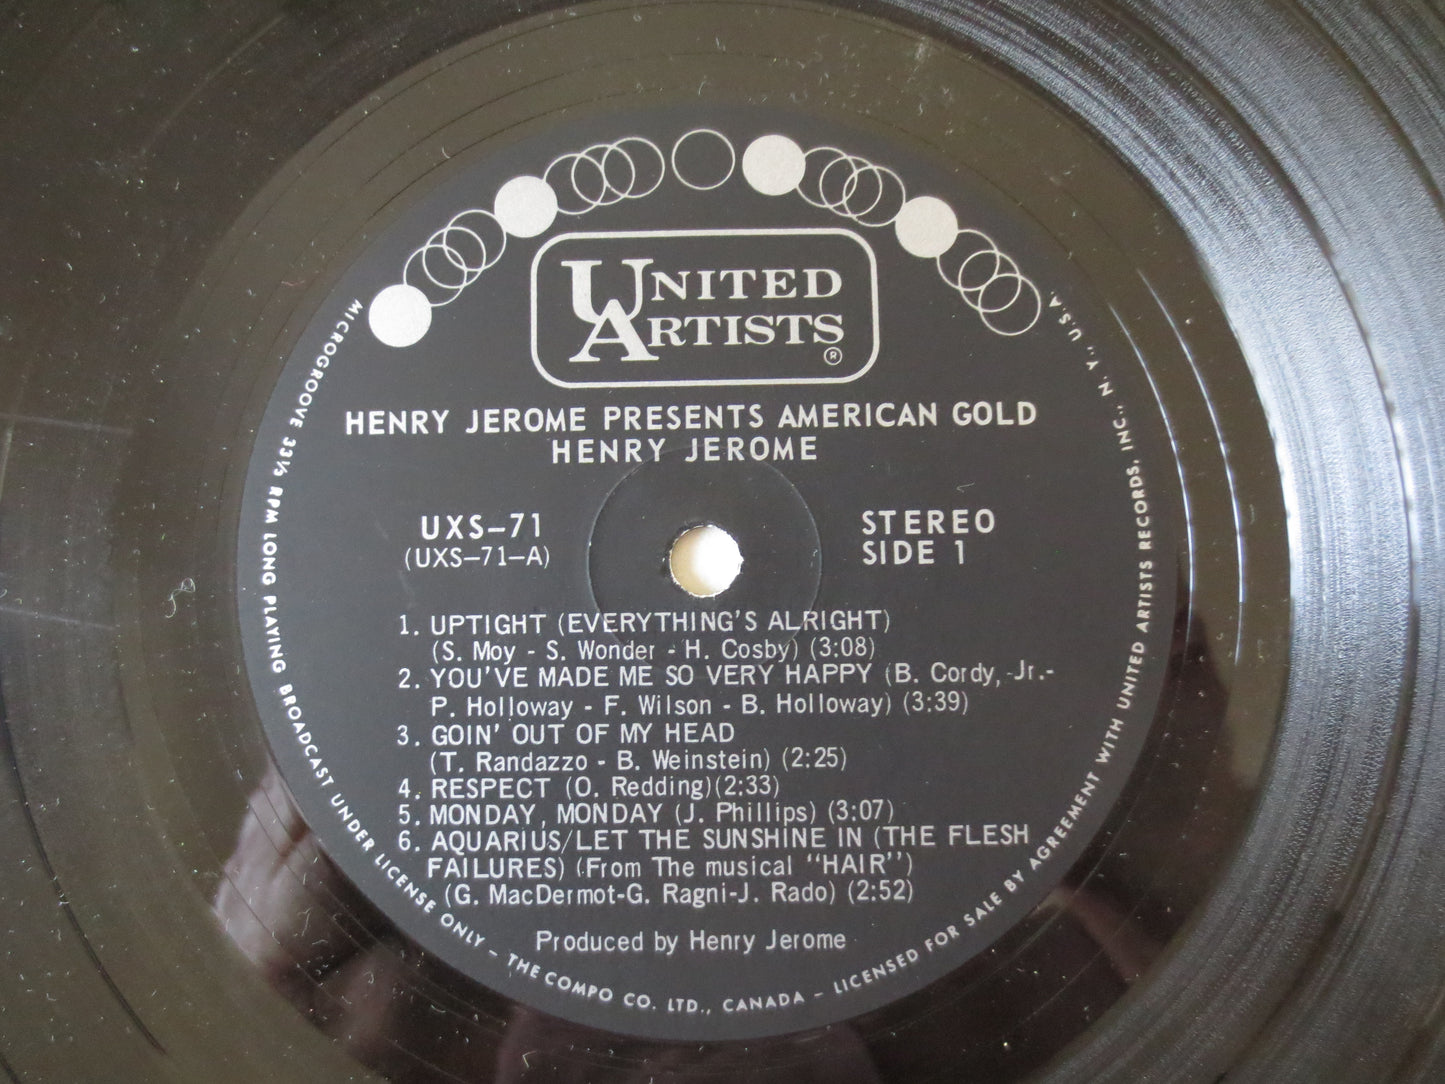 UNITED
ARTISTS
®
HENRY JEROME PRESENTS AMERICAN GOLD
HENRY JEROME
UXS–71
(UXS–71–A)
STEREO
SIDE 1
1. UPTIGHT (EVERYTHING'S ALRIGHT)
(S. Moy - S. Wonder - H. Cosby) (3:08)
2. YOU'VE MADE ME SO VERY HAPPY (B. Cordy, -Jr.-
P. Holloway - F. Wilson - B. Holloway) (3:39)
3. GOIN' OUT OF MY HEAD
(T. Randazzo - B. Weinstein) (2:25)
4. RESPECT (O. Redding)(2:33)
5. MONDAY, MONDAY (J. Phillips) (3:07)
6. AQUARIUS/LET THE SUNSHINE IN (THE FLESH
FAILURES) (From The musical "HAIR")
(G. MacDermot-G. Ragni-J. Rado) (2:52)
Produced by Henry Jerome
MICROGROOVE 33⅓ RPM LONG PLAYING BROADCAST UNDER LICENSE ONLY – THE COMPO CO. LTD., CANADA – LICENSED FOR SALE BY AGREEMENT WITH UNITED ARTISTS RECORDS, INC., N.Y., U.S.A.